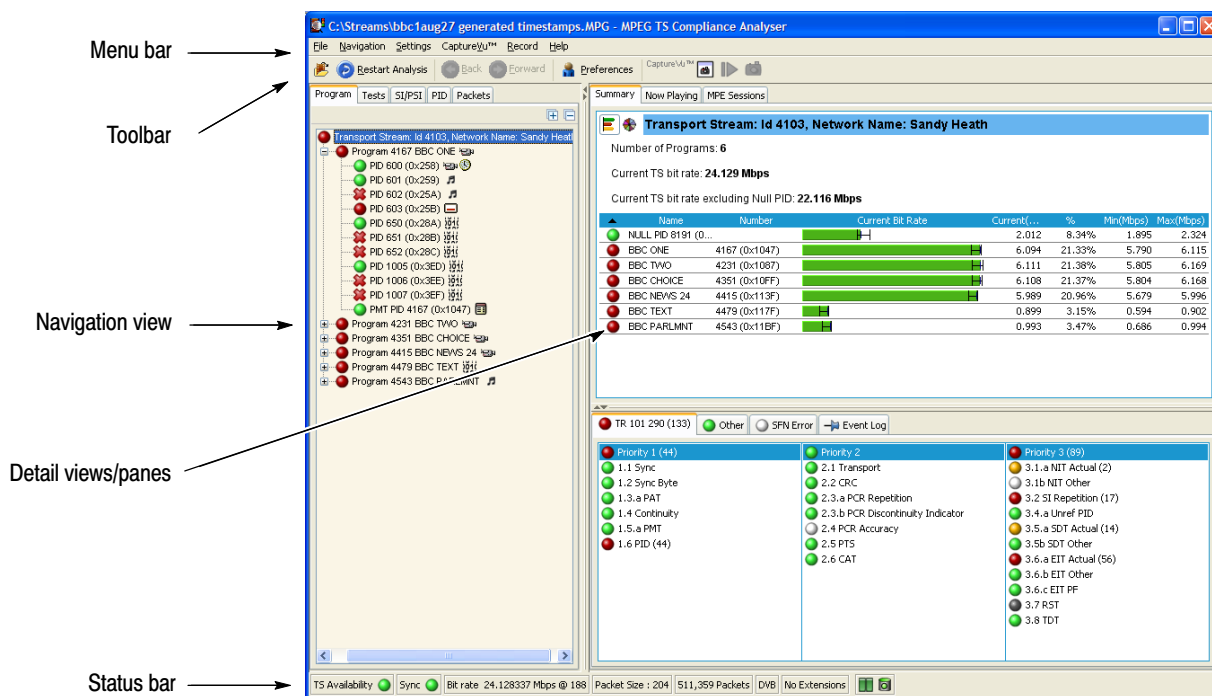 C:\Streams\bbc1aug27 generated timestamps.MPG - MPEG TS Compliance Analyser
Menu bar
File Navigation Settings CaptureVu™ Record Help
Restart Analysis Back Forward Preferences CaptureVu™
Toolbar
Program Tests SI/PSI PID Packets
Summary Now Playing MPE Sessions
Transport Stream: Id 4103, Network Name: Sandy Heath
Program 4167 BBC ONE
PID 600 (0x258)
PID 601 (0x259)
PID 602 (0x25A)
PID 603 (0x25B)
PID 650 (0x28A)
PID 651 (0x28B)
PID 652 (0x28C)
PID 1005 (0x3ED)
PID 1006 (0x3EE)
PID 1007 (0x3EF)
PMT PID 4167 (0x1047)
Navigation view
Program 4231 BBC TWO
Program 4351 BBC CHOICE
Program 4415 BBC NEWS 24
Program 4479 BBC TEXT
Program 4543 BBC PARLMNT
Transport Stream: Id 4103, Network Name: Sandy Heath
Number of Programs: 6
Current TS bit rate: 24.129 Mbps
Current TS bit rate excluding Null PID: 22.116 Mbps
Name Number Current Bit Rate Current(... % Min(Mbps) Max(Mbps)
NULL PID 8191 (0... 2.012 8.34% 1.895 2.324
BBC ONE 4167 (0x1047) 6.094 21.33% 5.790 6.115
BBC TWO 4231 (0x1087) 6.111 21.38% 5.805 6.169
BBC CHOICE 4351 (0x10FF) 6.108 21.37% 5.804 6.168
BBC NEWS 24 4415 (0x113F) 5.989 20.96% 5.679 5.996
BBC TEXT 4479 (0x117F) 0.899 3.15% 0.594 0.902
BBC PARLMNT 4543 (0x11BF) 0.993 3.47% 0.686 0.994
Detail views/panes
TR 101 290 (133) Other SFN Error Event Log
Priority 1 (44)
1.1 Sync
1.2 Sync Byte
1.3.a PAT
1.4 Continuity
1.5.a PMT
1.6 PID (44)
Priority 2
2.1 Transport
2.2 CRC
2.3.a PCR Repetition
2.3.b PCR Discontinuity Indicator
2.4 PCR Accuracy
2.5 PTS
2.6 CAT
Priority 3 (89)
3.1.a NIT Actual (2)
3.1b NIT Other
3.2 SI Repetition (17)
3.4.a Unref PID
3.5.a SDT Actual (14)
3.5b SDT Other
3.6.a EIT Actual (56)
3.6.b EIT Other
3.6.c EIT PF
3.7 RST
3.8 TDT
Status bar
TS Availability Sync Bit rate 24.128337 Mbps @ 188 Packet Size : 204 511,359 Packets DVB No Extensions